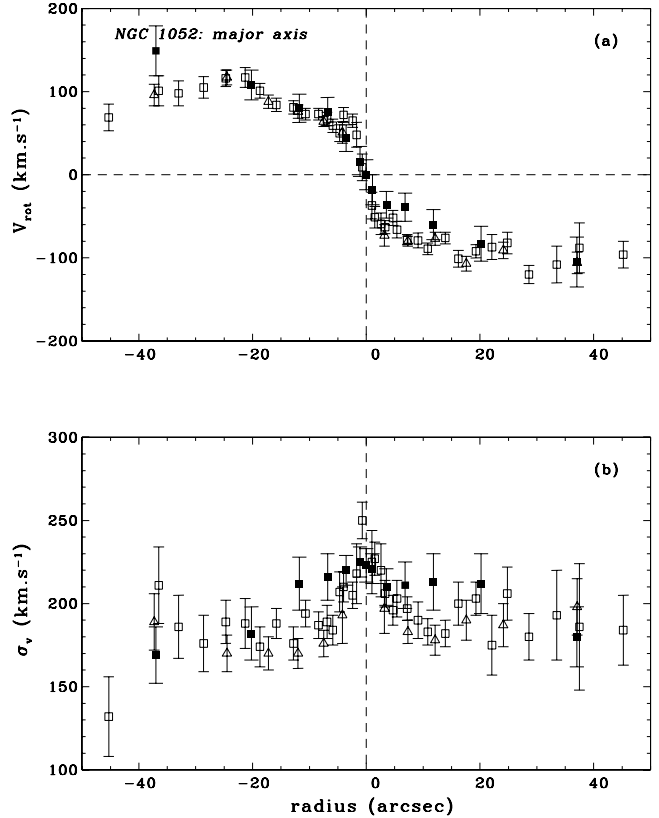 200
NGC 1052: major axis
(a)
100
0
−100
−200
V_rot (km.s⁻¹)
−40 −20 0 20 40
300
(b)
250
200
150
100
σ_v (km.s⁻¹)
−40 −20 0 20 40
radius (arcsec)